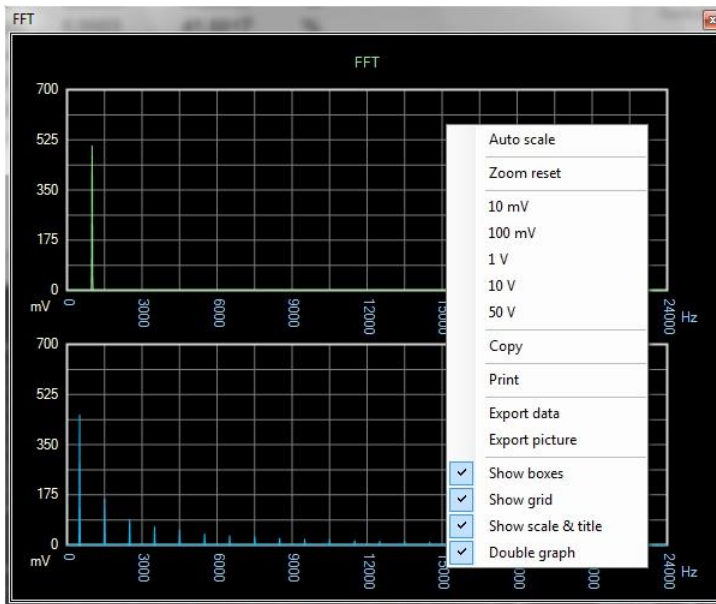 FFT
FFT
700
525
350
175
0
mV
0 3000 6000 9000 12000 24000 Hz
700
525
350
175
0
mV
0 3000 6000 9000 12000 24000 Hz
Auto scale
Zoom reset
10 mV
100 mV
1 V
10 V
50 V
Copy
Print
Export data
Export picture
Show boxes
Show grid
Show scale & title
Double graph